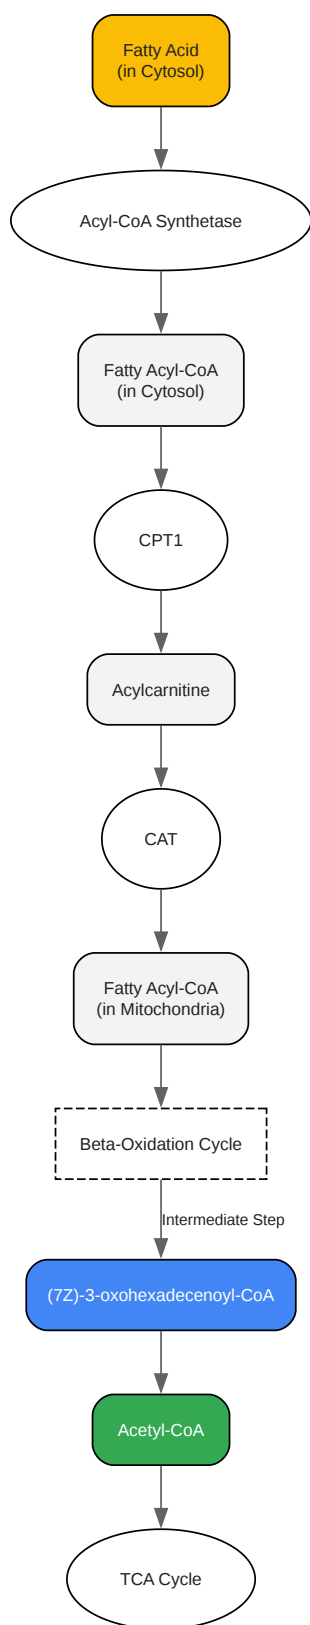 Fatty Acid
(in Cytosol)
Acyl-CoA Synthetase
Fatty Acyl-CoA
(in Cytosol)
CPT1
Acylcarnitine
CAT
Fatty Acyl-CoA
(in Mitochondria)
Beta-Oxidation Cycle
Intermediate Step
(7Z)-3-oxohexadecenoyl-CoA
Acetyl-CoA
TCA Cycle